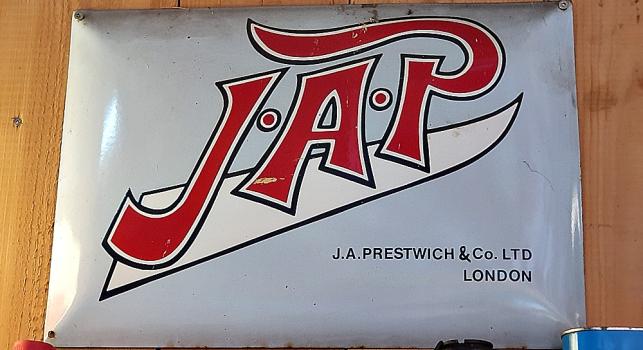 J·A·P
J.A.PRESTWICH & Co. LTD
LONDON